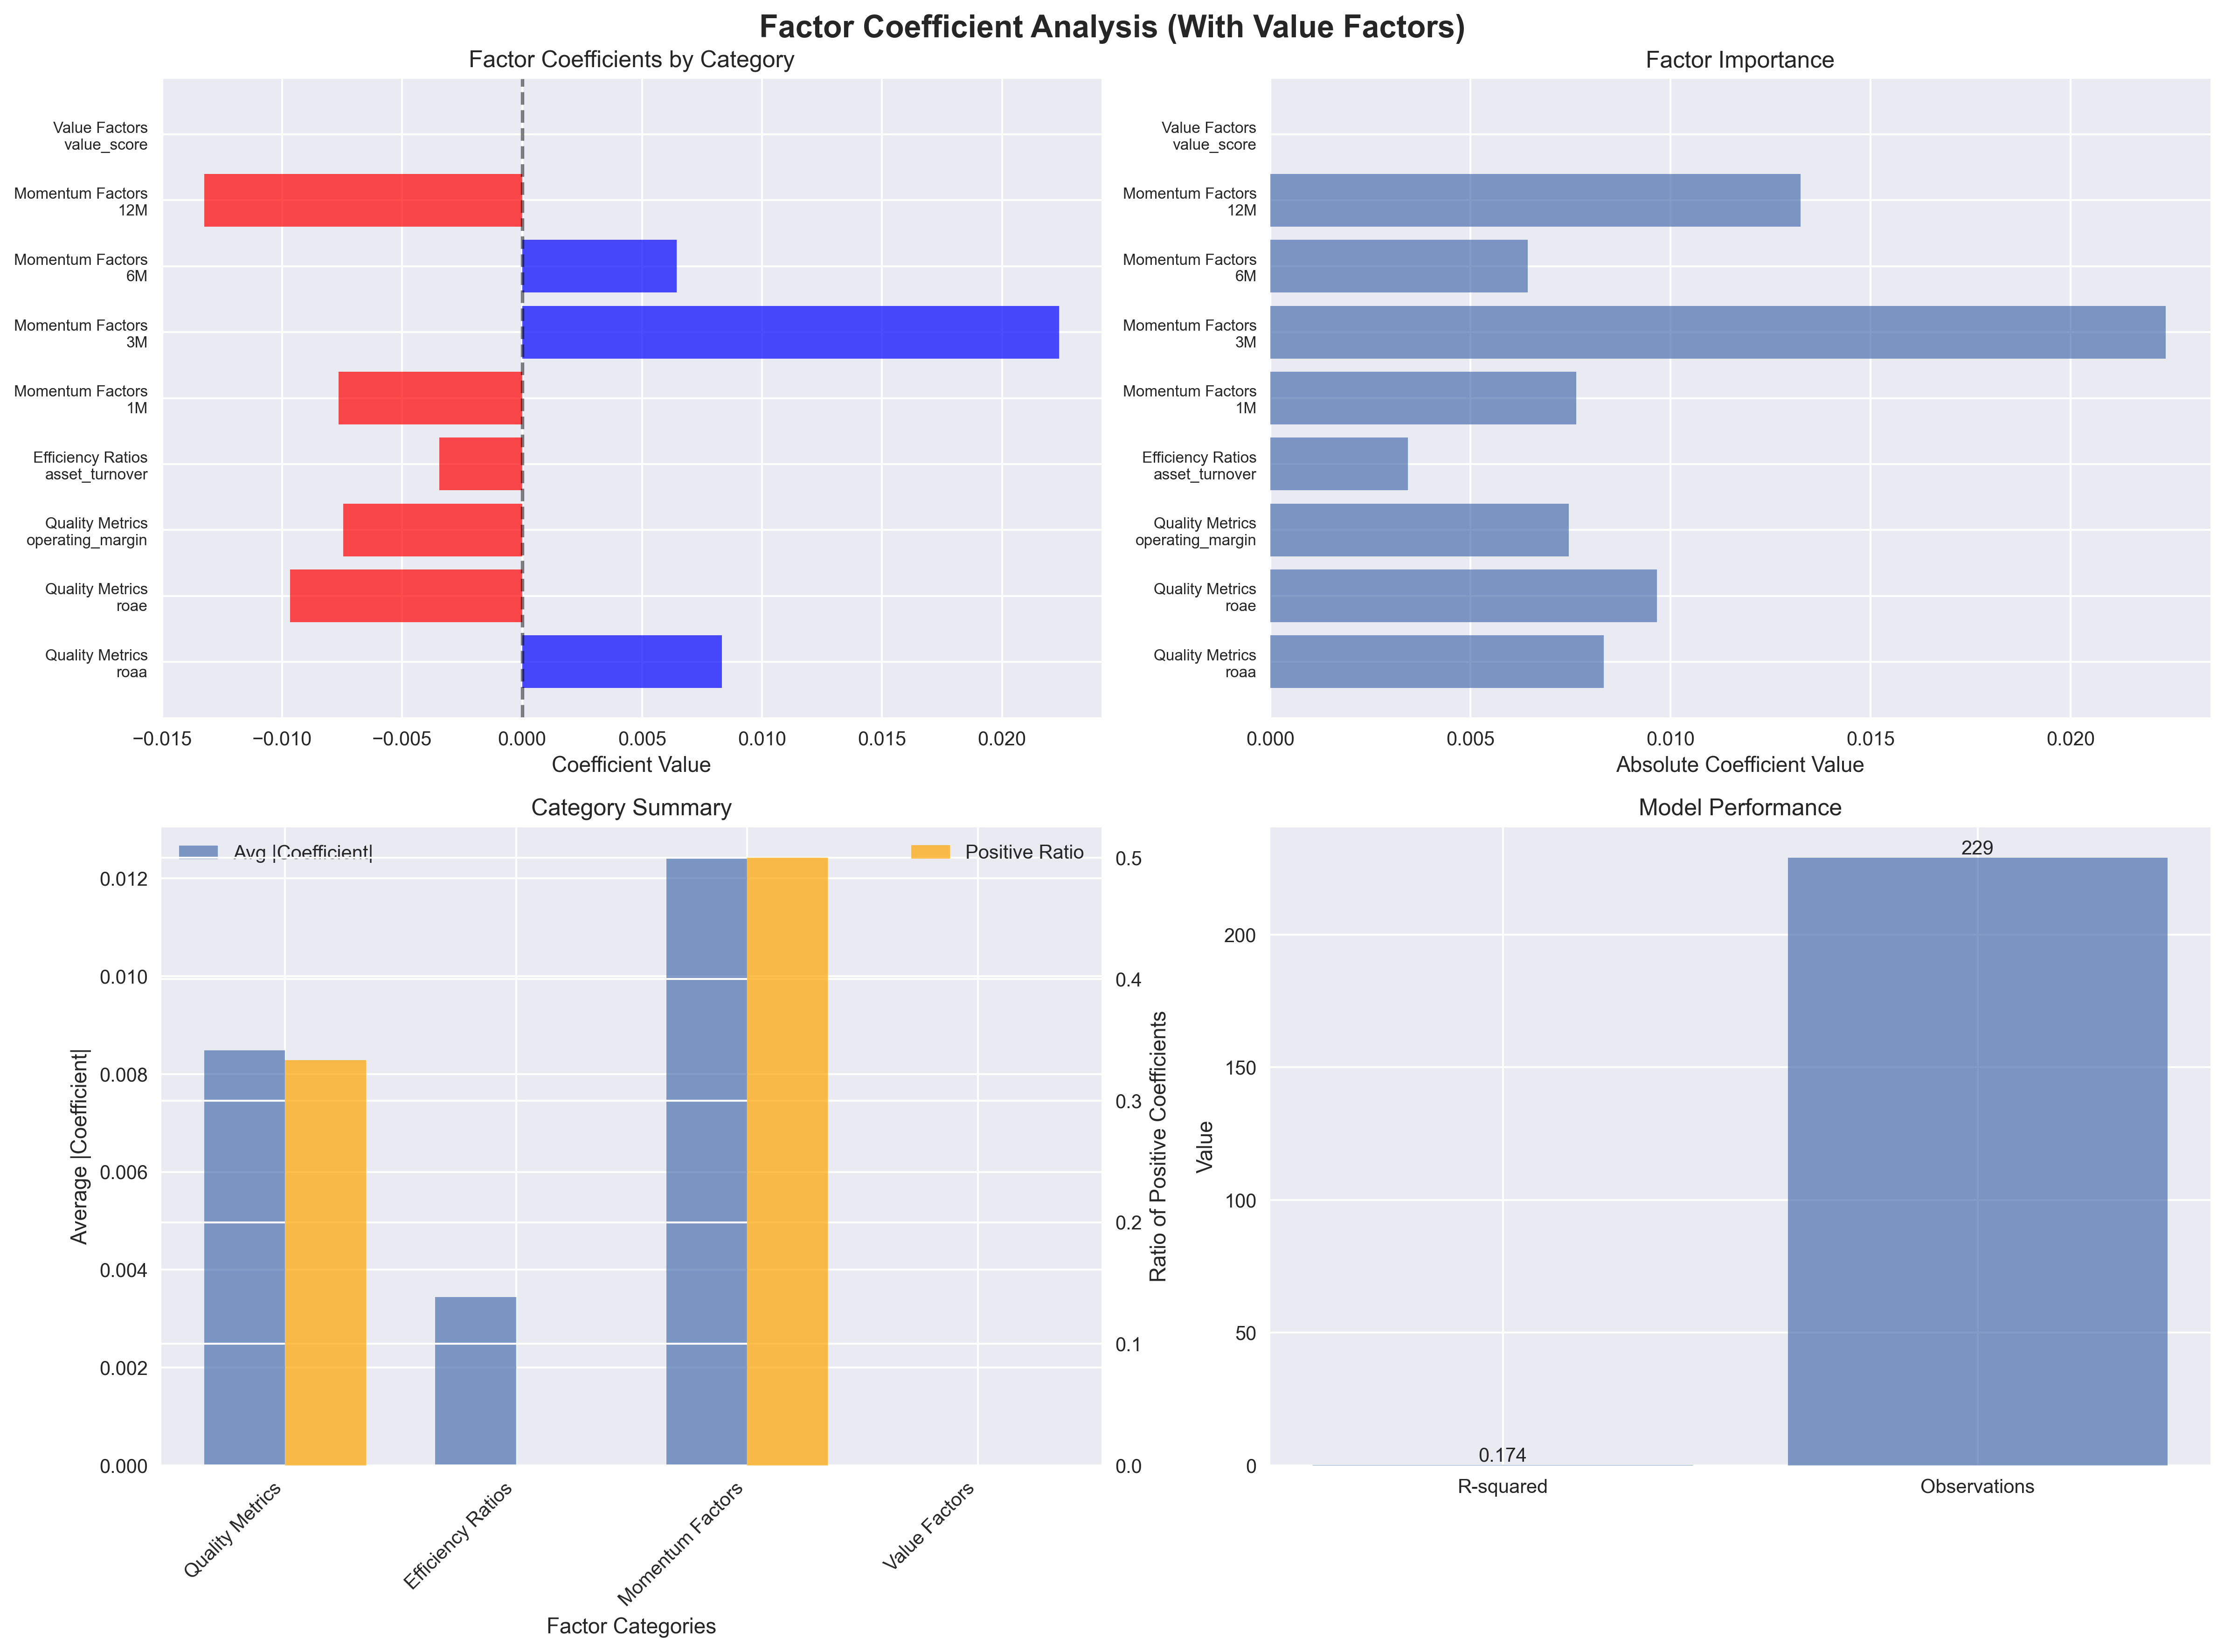 Factor Coefficient Analysis (With Value Factors)
Factor Coefficients by Category
Value Factors
value_score
Momentum Factors
12M
Momentum Factors
6M
Momentum Factors
3M
Momentum Factors
1M
Efficiency Ratios
asset_turnover
Quality Metrics
operating_margin
Quality Metrics
roae
Quality Metrics
roaa
−0.015 −0.010 −0.005 0.000 0.005 0.010 0.015 0.020
Coefficient Value
Factor Importance
Value Factors
value_score
Momentum Factors
12M
Momentum Factors
6M
Momentum Factors
3M
Momentum Factors
1M
Efficiency Ratios
asset_turnover
Quality Metrics
operating_margin
Quality Metrics
roae
Quality Metrics
roaa
0.000 0.005 0.010 0.015 0.020
Absolute Coefficient Value
Category Summary
Avg |Coefficient|
Positive Ratio
Average |Coefficient|
0.012
0.010
0.008
0.006
0.004
0.002
0.000
0.5
0.4
0.3
0.2
0.1
0.0
Ratio of Positive Coefficients
Quality Metrics
Efficiency Ratios
Momentum Factors
Value Factors
Factor Categories
Model Performance
Value
200
150
100
50
0
0.174
229
R-squared
Observations